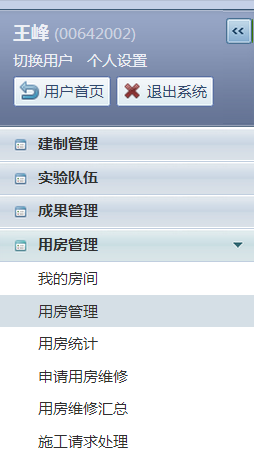 王峰 (00642002)
切换用户 个人设置
用户首页 退出系统
建制管理
实验队伍
成果管理
用房管理
我的房间
用房管理
用房统计
申请用房维修
用房维修汇总
施工请求处理